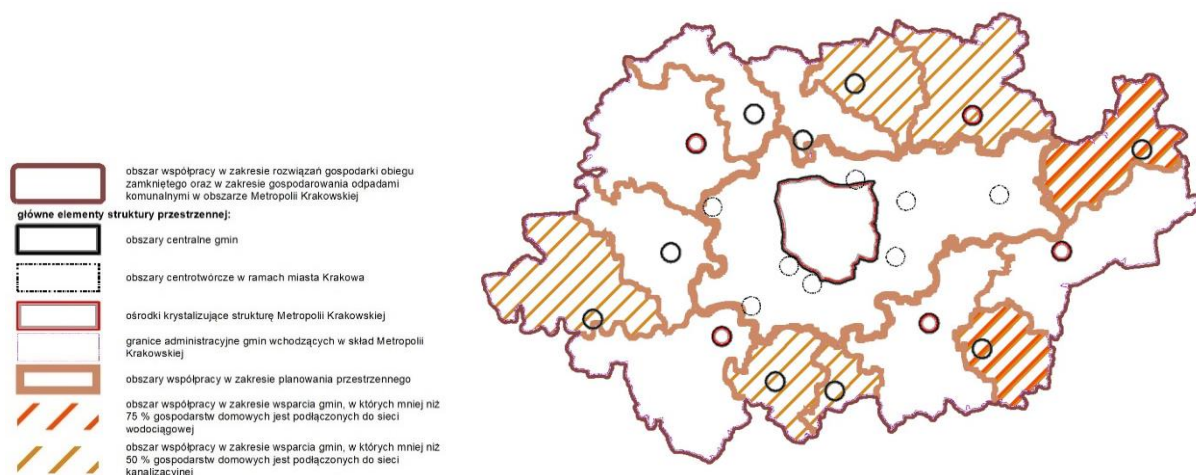 obszar współpracy w zakresie rozwiązań gospodarki obiegu
zamkniętego oraz w zakresie gospodarowania odpadami
komunalnymi w obszarze Metropolii Krakowskiej
główne elementy struktury przestrzennej:
obszary centralne gmin
obszary centrotwórcze w ramach miasta Krakowa
ośrodki krystalizujące strukturę Metropolii Krakowskiej
granice administracyjne gmin wchodzących w skład Metropolii
Krakowskiej
obszary współpracy w zakresie planowania przestrzennego
obszar współpracy w zakresie wsparcia gmin, w których mniej niż
75 % gospodarstw domowych jest podłączonych do sieci
wodociągowej
obszar współpracy w zakresie wsparcia gmin, w których mniej niż
50 % gospodarstw domowych jest podłączonych do sieci
kanalizacyjnej